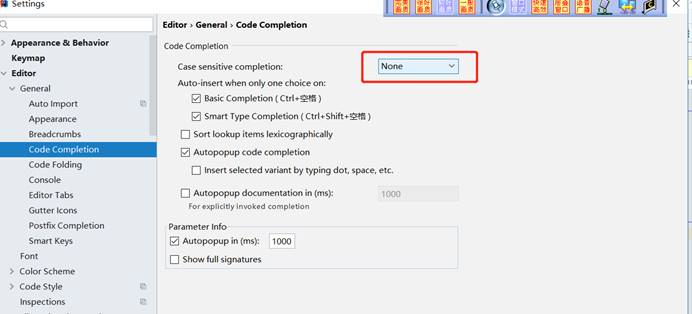 Settings
Editor › General › Code Completion
Appearance & Behavior
Keymap
Editor
General
Auto Import
Appearance
Breadcrumbs
Code Completion
Code Folding
Console
Editor Tabs
Gutter Icons
Postfix Completion
Smart Keys
Font
Color Scheme
Code Style
Inspections
Code Completion
Case sensitive completion:
None
Auto-insert when only one choice on:
Basic Completion ( Ctrl+空格 )
Smart Type Completion ( Ctrl+Shift+空格 )
Sort lookup items lexicographically
Autopopup code completion
Insert selected variant by typing dot, space, etc.
Autopopup documentation in (ms):
1000
For explicitly invoked completion
Parameter Info
Autopopup in (ms):
1000
Show full signatures